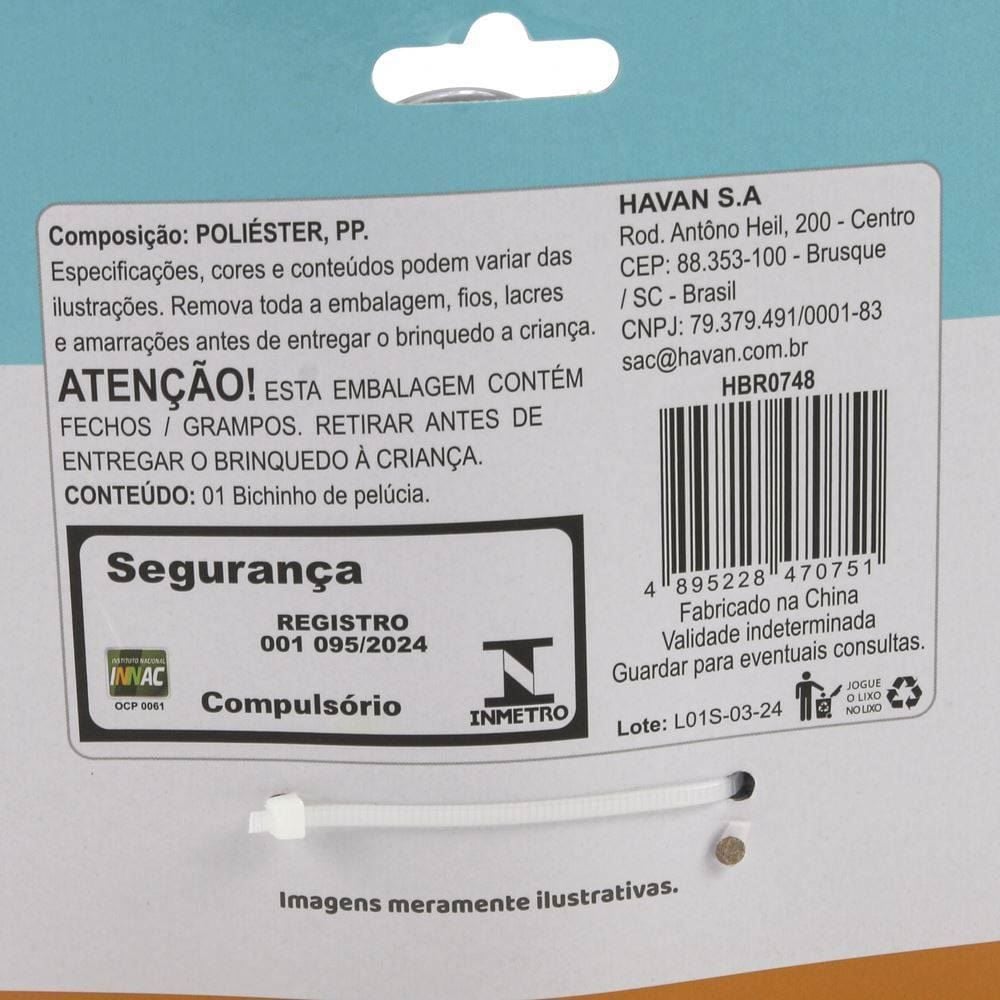 Composição: POLIÉSTER, PP.
Especificações, cores e conteúdos podem variar das
ilustrações. Remova toda a embalagem, fios, lacres
e amarrações antes de entregar o brinquedo a criança.
ATENÇÃO! ESTA EMBALAGEM CONTÉM
FECHOS / GRAMPOS. RETIRAR ANTES DE
ENTREGAR O BRINQUEDO À CRIANÇA.
CONTEÚDO: 01 Bichinho de pelúcia.
Segurança
REGISTRO
001 095/2024
INSTITUTO NACIONAL
INNAC
OCP 0061
Compulsório
INMETRO
HAVAN S.A
Rod. Antôno Heil, 200 - Centro
CEP: 88.353-100 - Brusque
/ SC - Brasil
CNPJ: 79.379.491/0001-83
sac@havan.com.br
HBR0748
4 895228 470751
Fabricado na China
Validade indeterminada
Guardar para eventuais consultas.
Lote: L01S-03-24
JOGUE
O LIXO
NO LIXO
Imagens meramente ilustrativas.